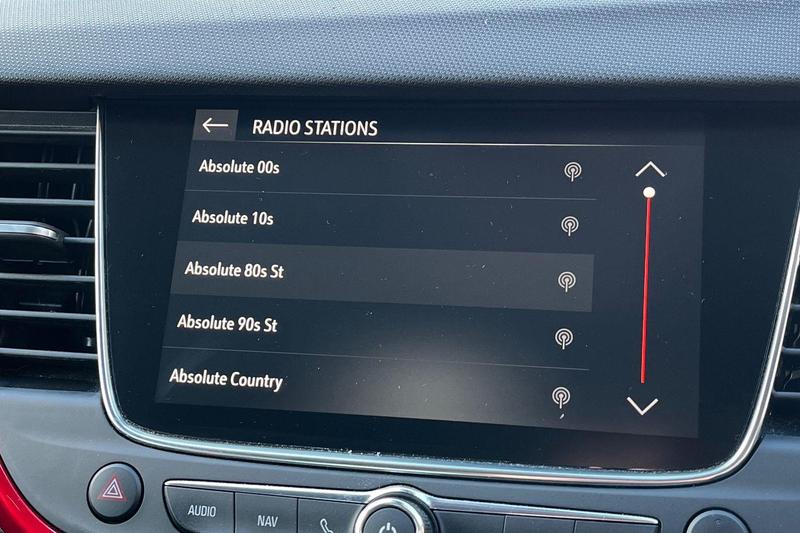 RADIO STATIONS
Absolute 00s
Absolute 10s
Absolute 80s St
Absolute 90s St
Absolute Country
AUDIO
NAV